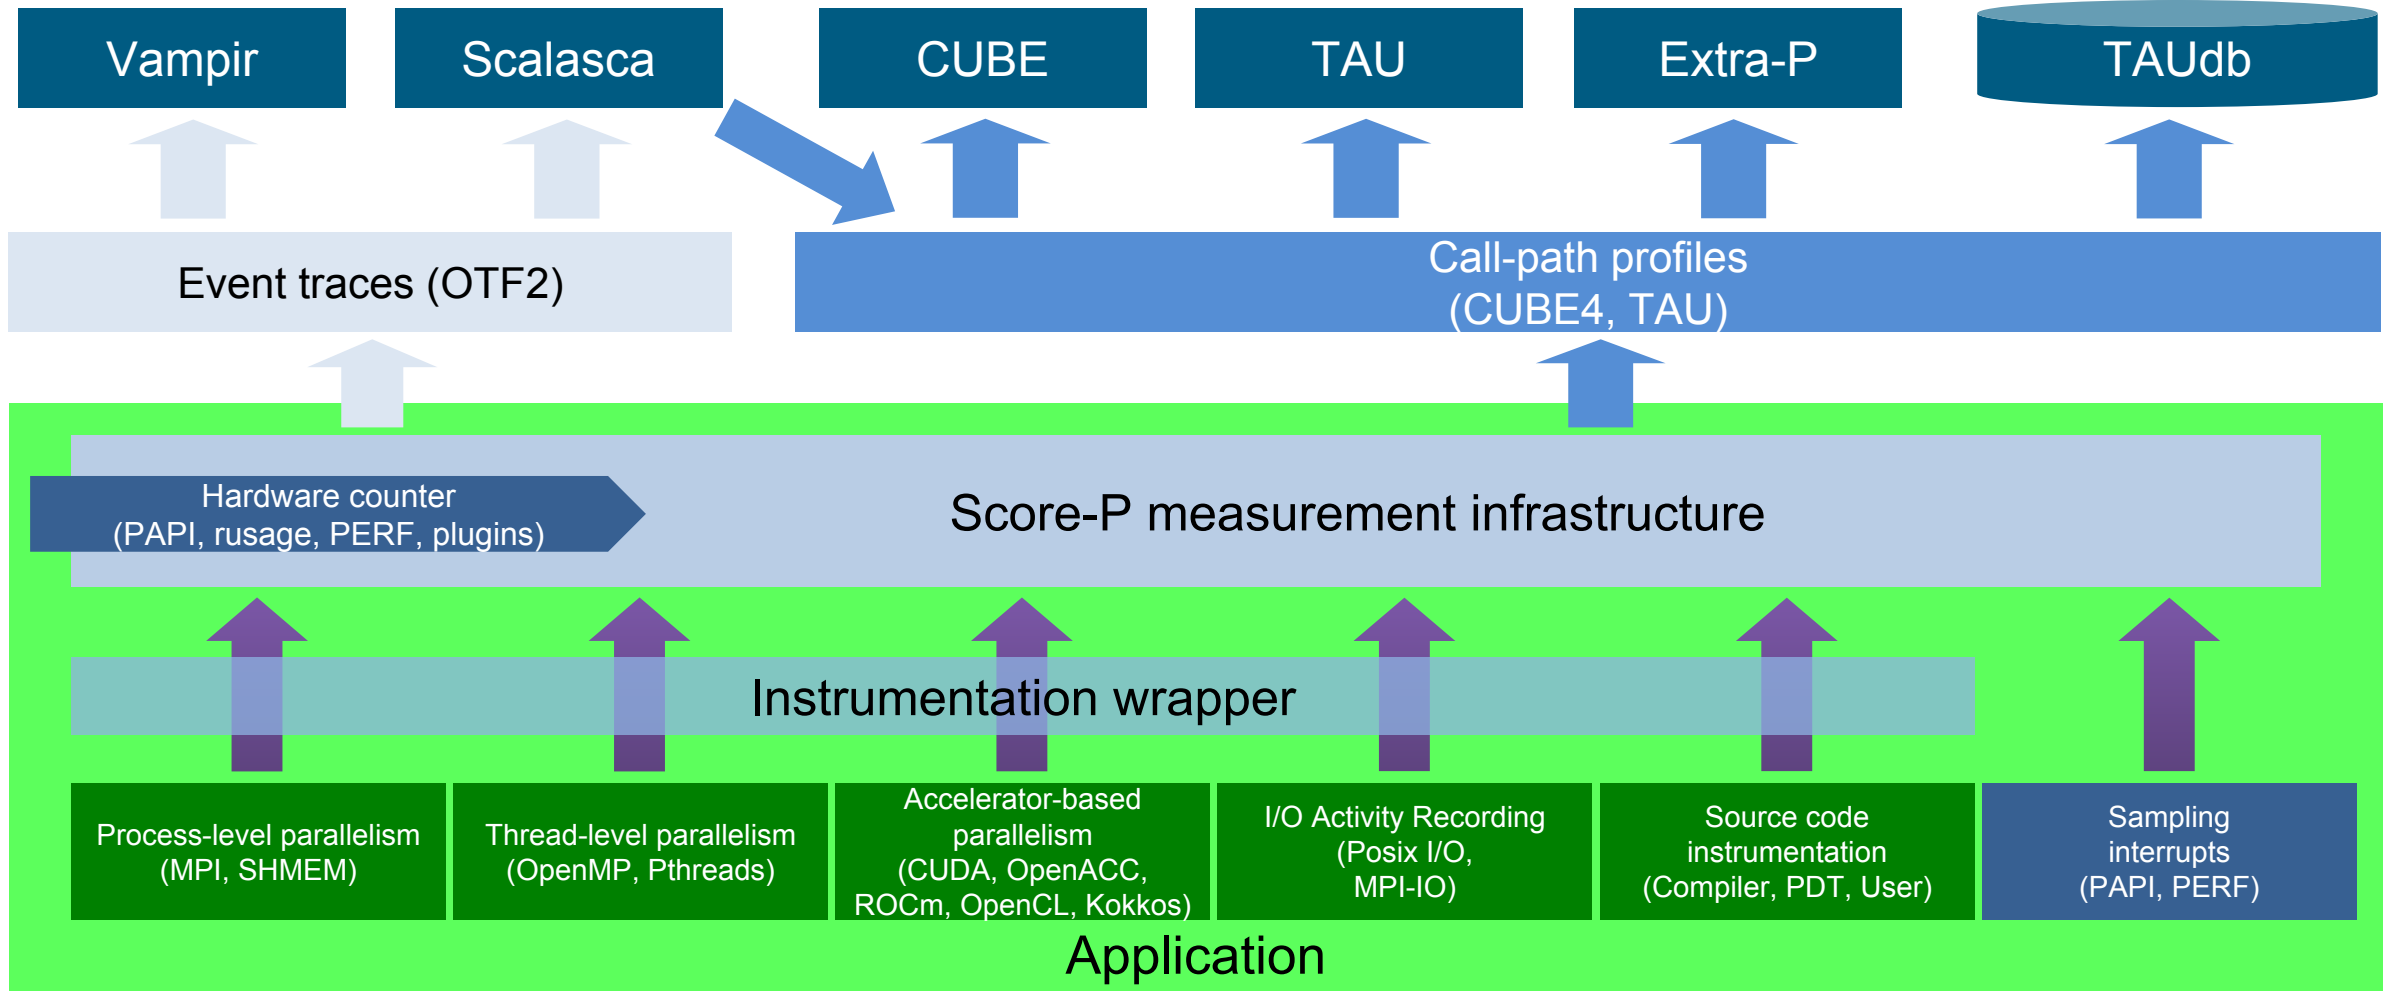 Vampir
Scalasca
CUBE
TAU
Extra-P
TAUdb
Event traces (OTF2)
Call-path profiles
(CUBE4, TAU)
Hardware counter
(PAPI, rusage, PERF, plugins)
Score-P measurement infrastructure
Instrumentation wrapper
Process-level parallelism
(MPI, SHMEM)
Thread-level parallelism
(OpenMP, Pthreads)
Accelerator-based
parallelism
(CUDA, OpenACC,
ROCm, OpenCL, Kokkos)
I/O Activity Recording
(Posix I/O,
MPI-IO)
Source code
instrumentation
(Compiler, PDT, User)
Sampling
interrupts
(PAPI, PERF)
Application